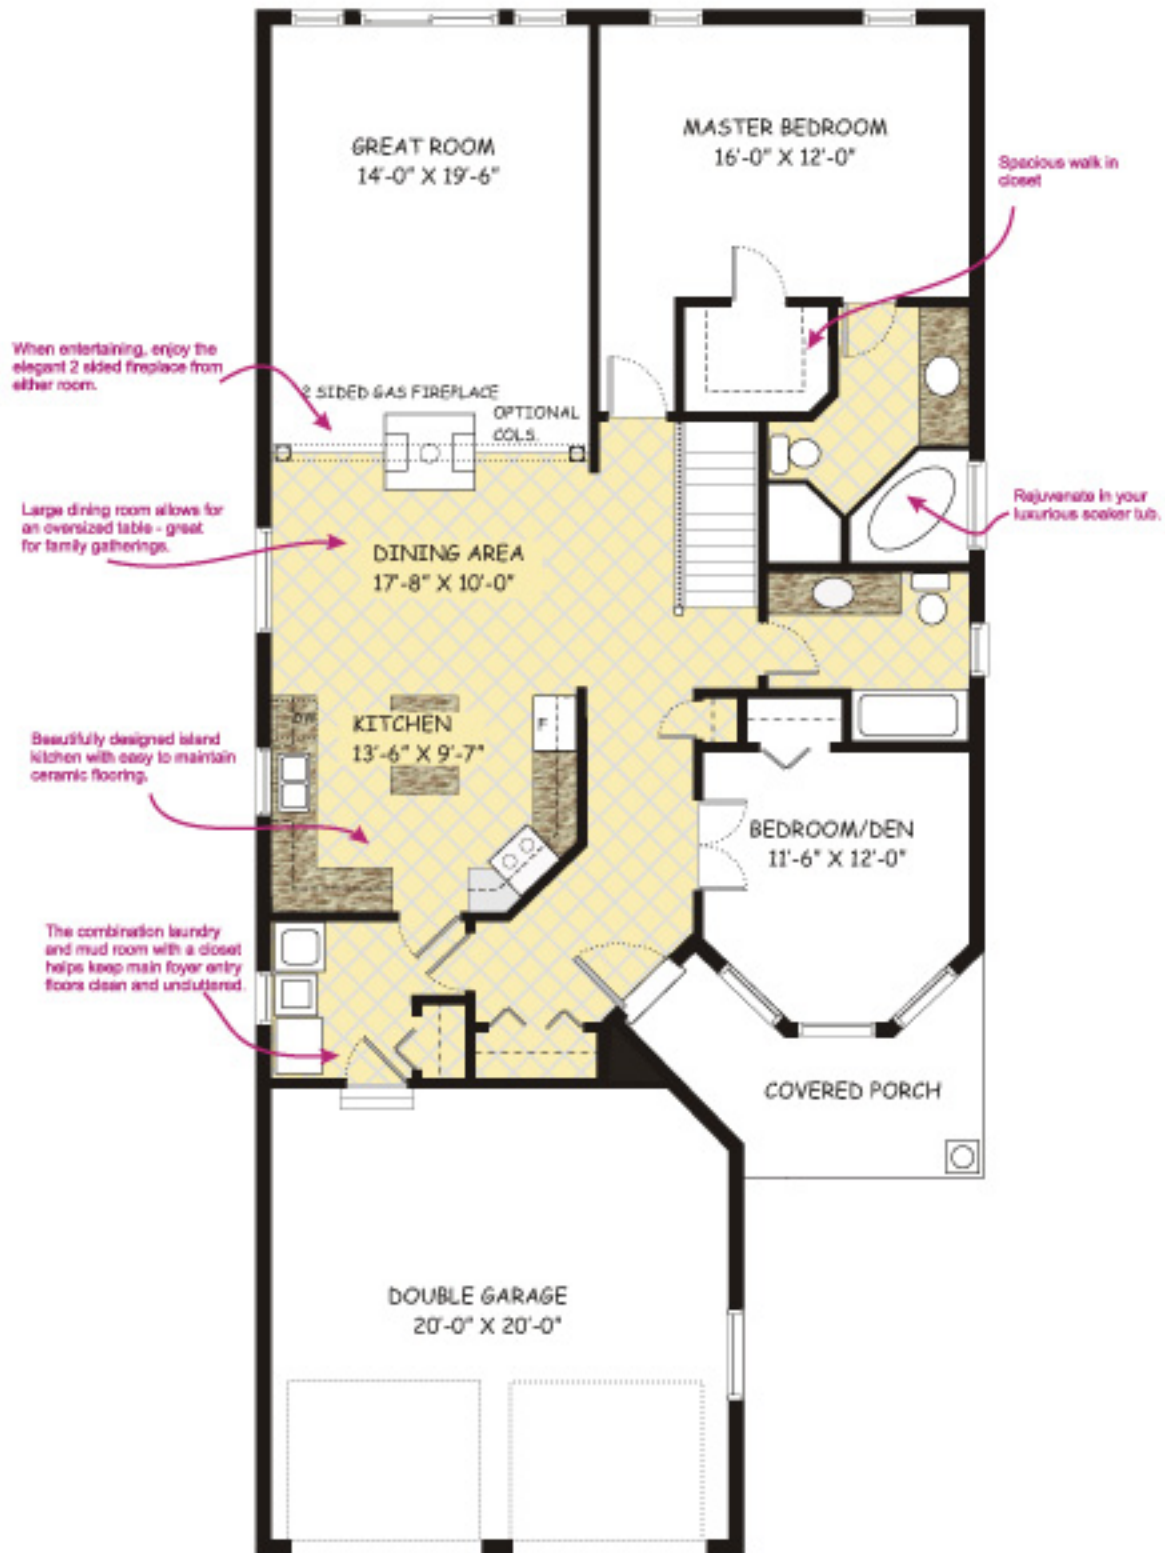 GREAT ROOM
14'-0" X 19'-6"
MASTER BEDROOM
16'-0" X 12'-0"
Spacious walk in
closet
When entertaining, enjoy the
elegant 2 sided fireplace from
either room.
2 SIDED GAS FIREPLACE
OPTIONAL
COLS.
Large dining room allows for
an oversized table - great
for family gatherings.
DINING AREA
17'-8" X 10'-0"
Rejuvenate in your
luxurious soaker tub.
DW
KITCHEN
13'-6" X 9'-7"
F
Beautifully designed island
kitchen with easy to maintain
ceramic flooring.
BEDROOM/DEN
11'-6" X 12'-0"
The combination laundry
and mud room with a closet
helps keep main foyer entry
floors clean and uncluttered.
COVERED PORCH
DOUBLE GARAGE
20'-0" X 20'-0"